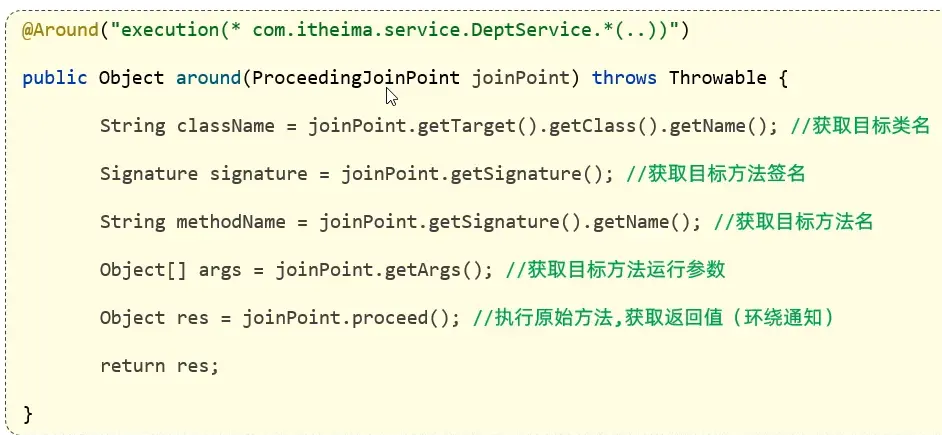 @Around("execution(* com.itheima.service.DeptService.*(..))")
public Object around(ProceedingJoinPoint joinPoint) throws Throwable {
String className = joinPoint.getTarget().getClass().getName(); //获取目标类名
Signature signature = joinPoint.getSignature(); //获取目标方法签名
String methodName = joinPoint.getSignature().getName(); //获取目标方法名
Object[] args = joinPoint.getArgs(); //获取目标方法运行参数
Object res = joinPoint.proceed(); //执行原始方法,获取返回值（环绕通知）
return res;
}